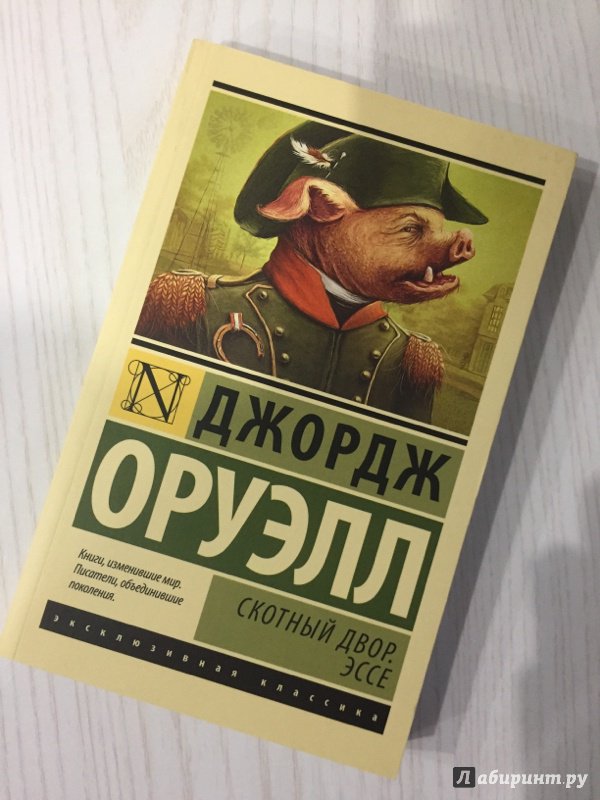 N
ДЖОРДЖ
ОРУЭЛЛ
Книги, изменившие мир.
Писатели, объединившие
поколения.
СКОТНЫЙ ДВОР.
ЭССЕ
эксклюзивная классика
Лабиринт.ру